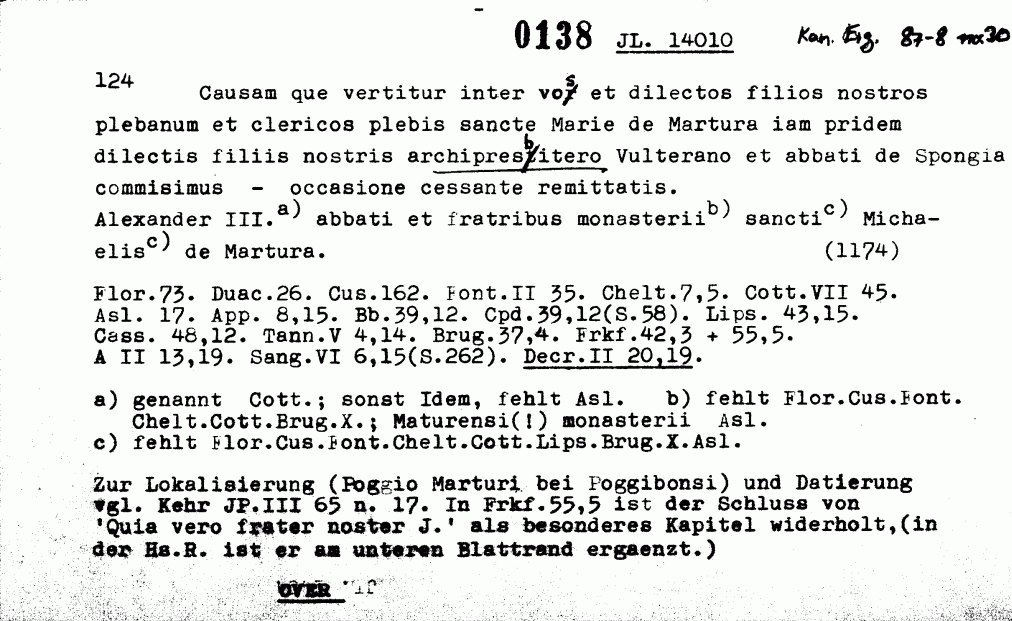 0138 JL. 14010 Kan. Erg. 87-8 nr 30
124
Causam que vertitur inter vos et dilectos filios nostros
plebanum et clericos plebis sancte Marie de Martura iam pridem
dilectis filiis nostris archipresbitero Vulterano et abbati de Spongia
commisimus - occasione cessante remittatis.
Alexander III.a) abbati et fratribus monasteriib) sanctic) Micha-
elisc) de Martura. (1174)
Flor.73. Duac.26. Cus.162. Font.II 35. Chelt.7,5. Cott.VII 45.
Asl. 17. App. 8,15. Bb.39,12. Cpd.39,12(S.58). Lips. 43,15.
Cass. 48,12. Tann.V 4,14. Brug.37,4. Frkf.42,3 + 55,5.
A II 13,19. Sang.VI 6,15(S.262). Decr.II 20,19.
a) genannt Cott.; sonst Idem, fehlt Asl. b) fehlt Flor.Cus.Font.
Chelt.Cott.Brug.X.; Maturensi(!) monasterii Asl.
c) fehlt Flor.Cus.Font.Chelt.Cott.Lips.Brug.X.Asl.
Zur Lokalisierung (Poggio Marturi bei Poggibonsi) und Datierung
vgl. Kehr JP.III 65 n. 17. In Frkf.55,5 ist der Schluss von
'Quia vero frater noster J.' als besonderes Kapitel widerholt,(in
der Hs.R. ist er am unteren Blattrand ergaenzt.)
OVER